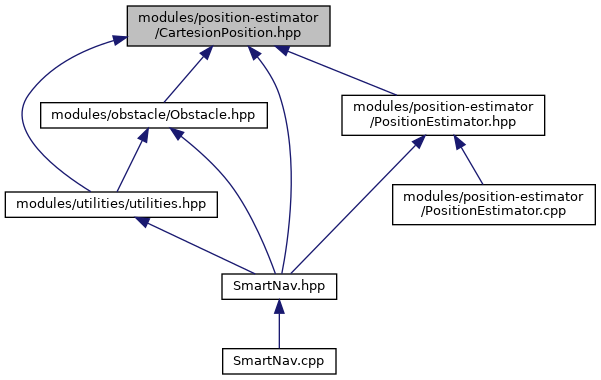 modules/position-estimator
/CartesionPosition.hpp
modules/obstacle/Obstacle.hpp
modules/position-estimator
/PositionEstimator.hpp
modules/utilities/utilities.hpp
modules/position-estimator
/PositionEstimator.cpp
SmartNav.hpp
SmartNav.cpp